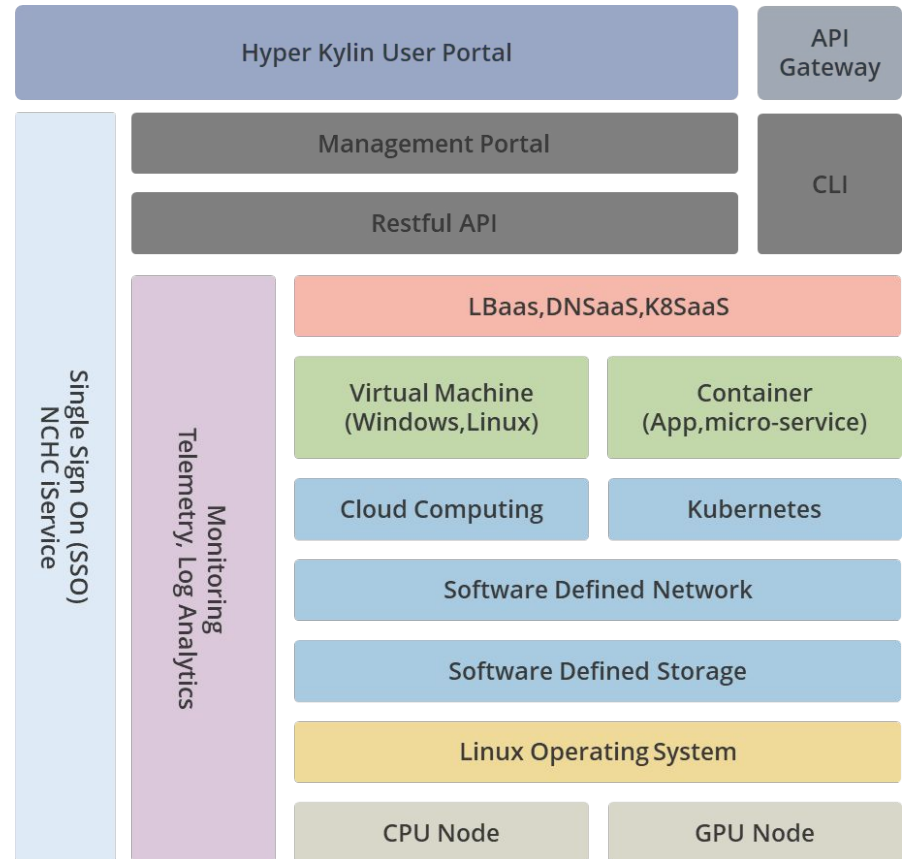 Hyper Kylin User Portal
API
Gateway
Management Portal
CLI
Restful API
Single Sign On (SSO)
NCHC iService
Monitoring
Telemetry, Log Analytics
LBaas,DNSaaS,K8SaaS
Virtual Machine
(Windows,Linux)
Container
(App,micro-service)
Cloud Computing
Kubernetes
Software Defined Network
Software Defined Storage
Linux Operating System
CPU Node
GPU Node